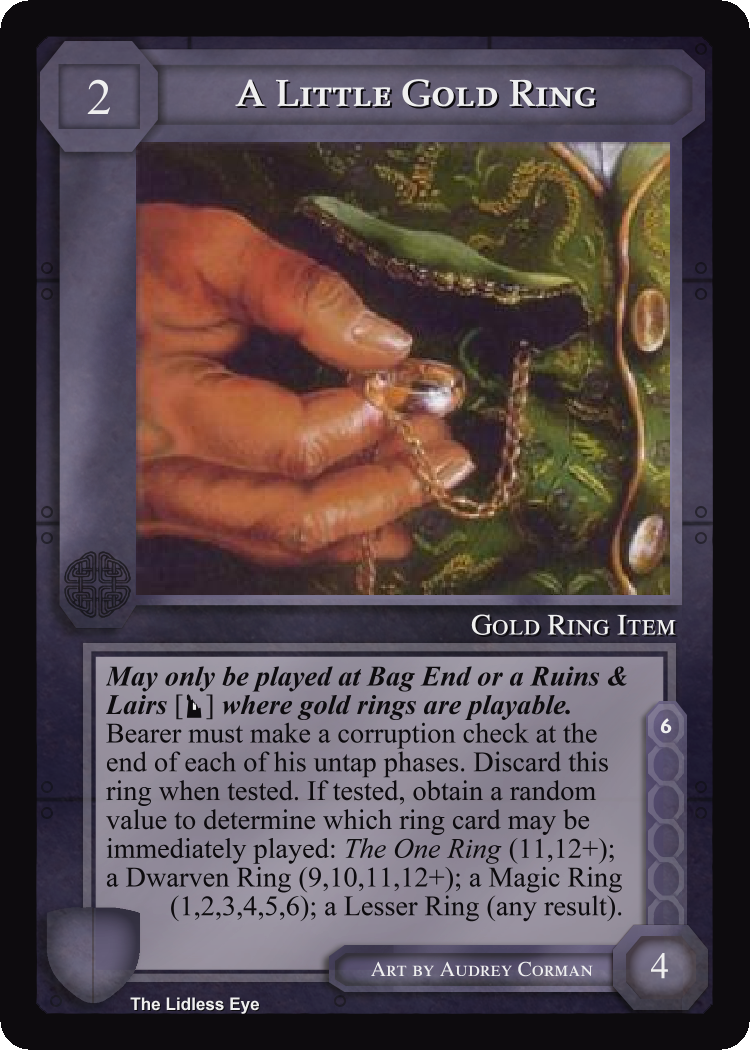 2
A Little Gold Ring
Gold Ring Item
May only be played at Bag End or a Ruins &
Lairs [ ] where gold rings are playable.
Bearer must make a corruption check at the
end of each of his untap phases. Discard this
ring when tested. If tested, obtain a random
value to determine which ring card may be
immediately played: The One Ring (11,12+);
a Dwarven Ring (9,10,11,12+); a Magic Ring
(1,2,3,4,5,6); a Lesser Ring (any result).
6
Art by Audrey Corman
4
The Lidless Eye